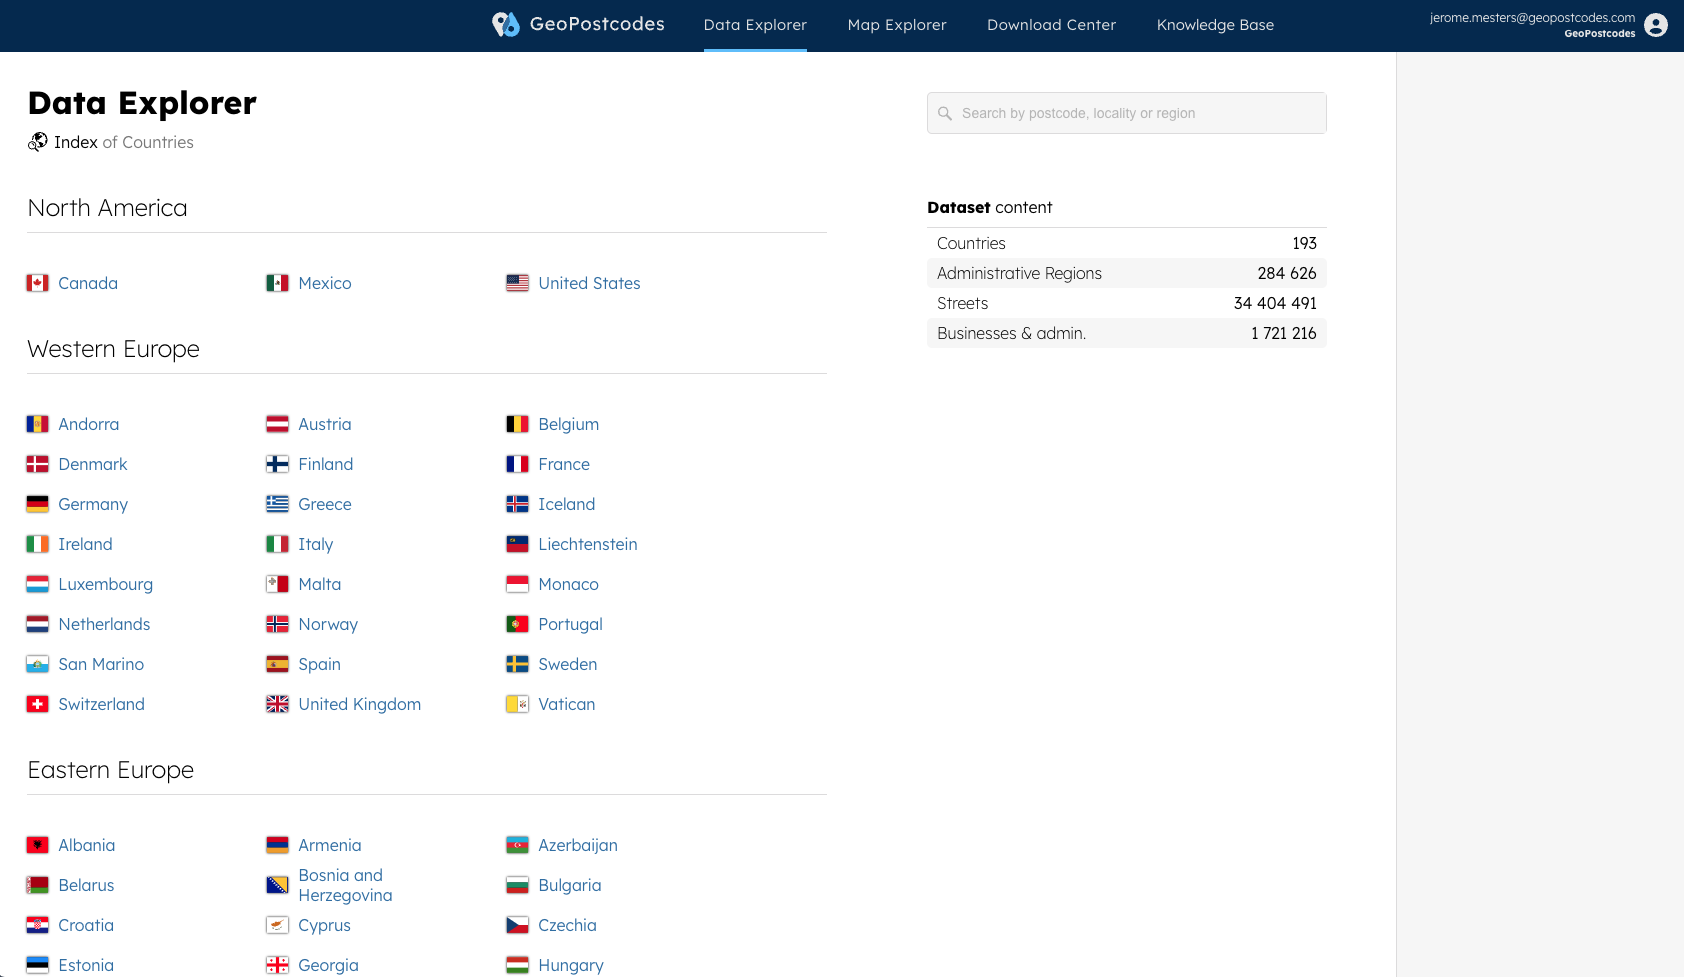 GeoPostcodes
Data Explorer
Map Explorer
Download Center
Knowledge Base
jerome.mesters@geopostcodes.com
GeoPostcodes
Data Explorer
Index of Countries
Search by postcode, locality or region
North America
Canada
Mexico
United States
Western Europe
Andorra
Austria
Belgium
Denmark
Finland
France
Germany
Greece
Iceland
Ireland
Italy
Liechtenstein
Luxembourg
Malta
Monaco
Netherlands
Norway
Portugal
San Marino
Spain
Sweden
Switzerland
United Kingdom
Vatican
Eastern Europe
Albania
Armenia
Azerbaijan
Belarus
Bosnia and
Herzegovina
Bulgaria
Croatia
Cyprus
Czechia
Estonia
Georgia
Hungary
Dataset content
Countries 193
Administrative Regions 284 626
Streets 34 404 491
Businesses & admin. 1 721 216